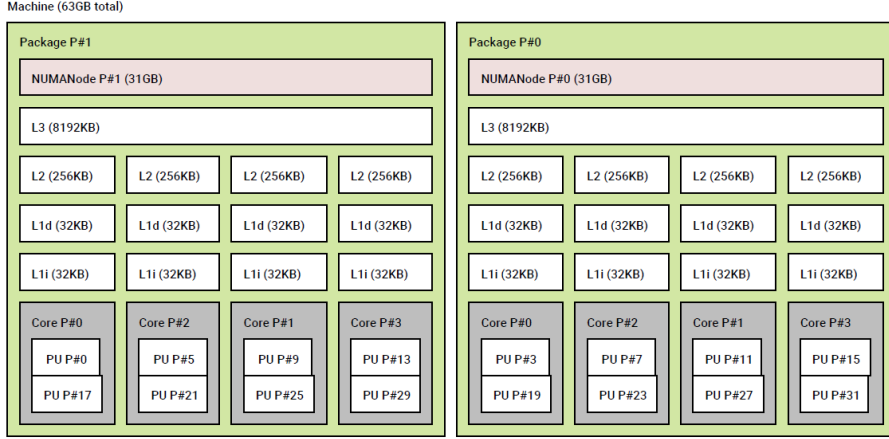 Machine (63GB total)
Package P#1
NUMANode P#1 (31GB)
L3 (8192KB)
L2 (256KB) L2 (256KB) L2 (256KB) L2 (256KB)
L1d (32KB) L1d (32KB) L1d (32KB) L1d (32KB)
L1i (32KB) L1i (32KB) L1i (32KB) L1i (32KB)
Core P#0 Core P#2 Core P#1 Core P#3
PU P#0 PU P#5 PU P#9 PU P#13
PU P#17 PU P#21 PU P#25 PU P#29
Package P#0
NUMANode P#0 (31GB)
L3 (8192KB)
L2 (256KB) L2 (256KB) L2 (256KB) L2 (256KB)
L1d (32KB) L1d (32KB) L1d (32KB) L1d (32KB)
L1i (32KB) L1i (32KB) L1i (32KB) L1i (32KB)
Core P#0 Core P#2 Core P#1 Core P#3
PU P#3 PU P#7 PU P#11 PU P#15
PU P#19 PU P#23 PU P#27 PU P#31